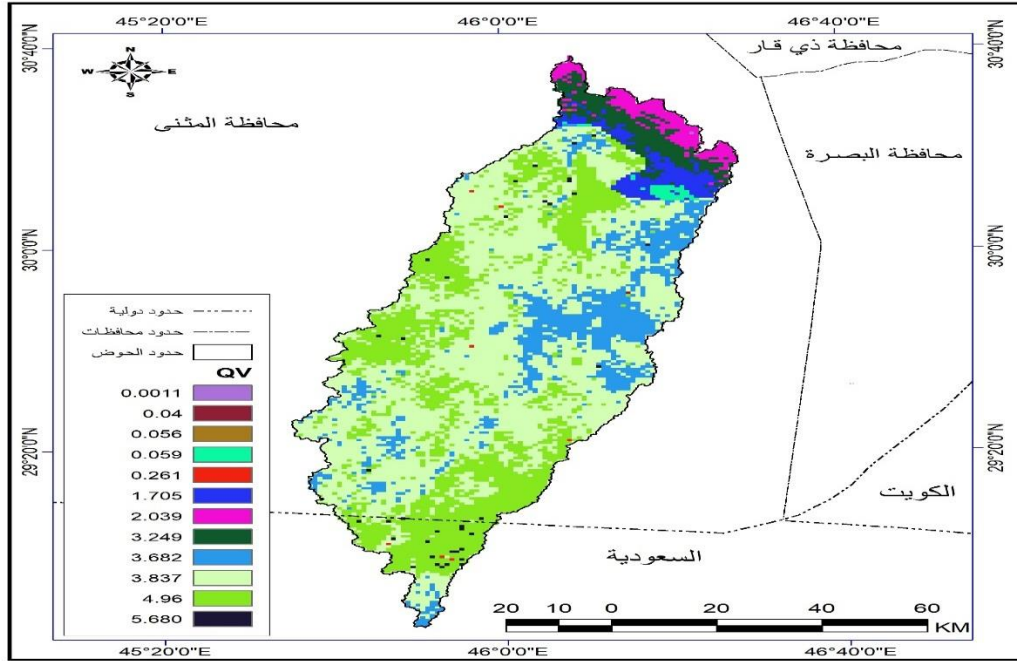 45°20'0"E 46°0'0"E 46°40'0"E
30°40'0"N
30°40'0"N
N
W E
S
محافظة ذي قار
محافظة المثنى
محافظة البصرة
30°0'0"N
30°0'0"N
حدود دولية
حدود محافظات
حدود الحوض
QV
0.0011
0.04
0.056
0.059
0.261
1.705
2.039
3.249
3.682
3.837
4.96
5.680
29°20'0"N
29°20'0"N
الكويت
السعودية
20 10 0 20 40 60
KM
45°20'0"E 46°0'0"E 46°40'0"E